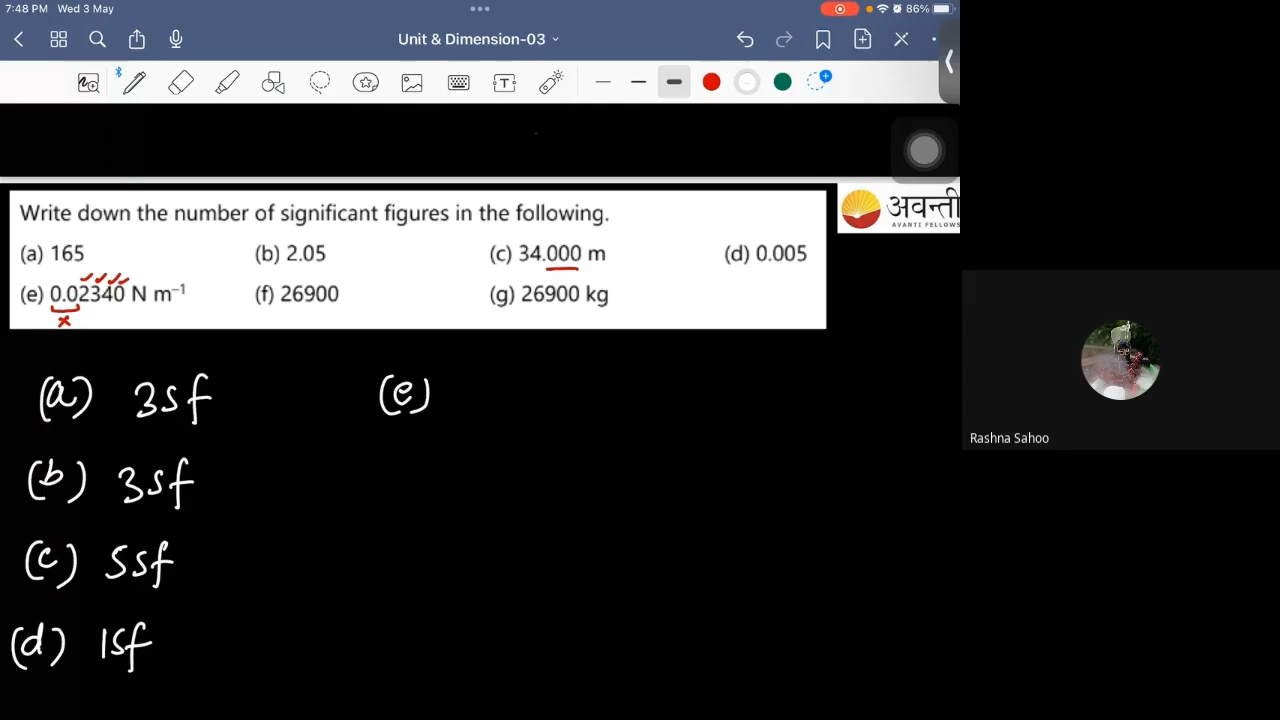 7:48 PM Wed 3 May
86%
Unit & Dimension-03
Write down the number of significant figures in the following.
(a) 165 (b) 2.05 (c) 34.000 m (d) 0.005
(e) 0.02340 N m⁻¹ (f) 26900 (g) 26900 kg
x
अवन्ती
AVANTI FELLOWS
(a) 3sf (e)
(b) 3sf
(c) 5sf
(d) 1sf
Rashna Sahoo